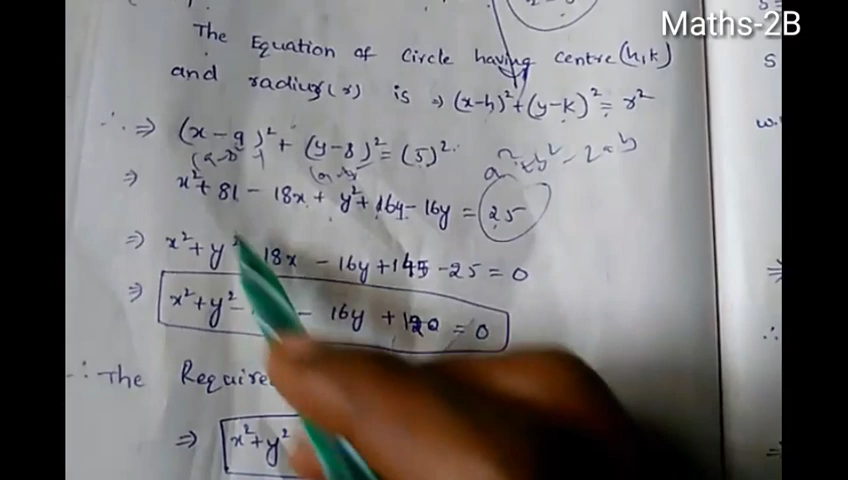 Maths-2B
The Equation of Circle having Centre (h,k)
and radius(r) is ⇒ (x-h)² + (y-k)² = r²
∴ ⇒ (x-9)² + (y-8)² = (5)²
(a-b)² (a-b) a²+b²-2ab
⇒ x² + 81 - 18x + y² + 64 - 16y = 25
⇒ x² + y² 18x - 16y + 145 - 25 = 0
⇒ x² + y² - - 16y + 120 = 0
∴ The Require
⇒ x² + y²